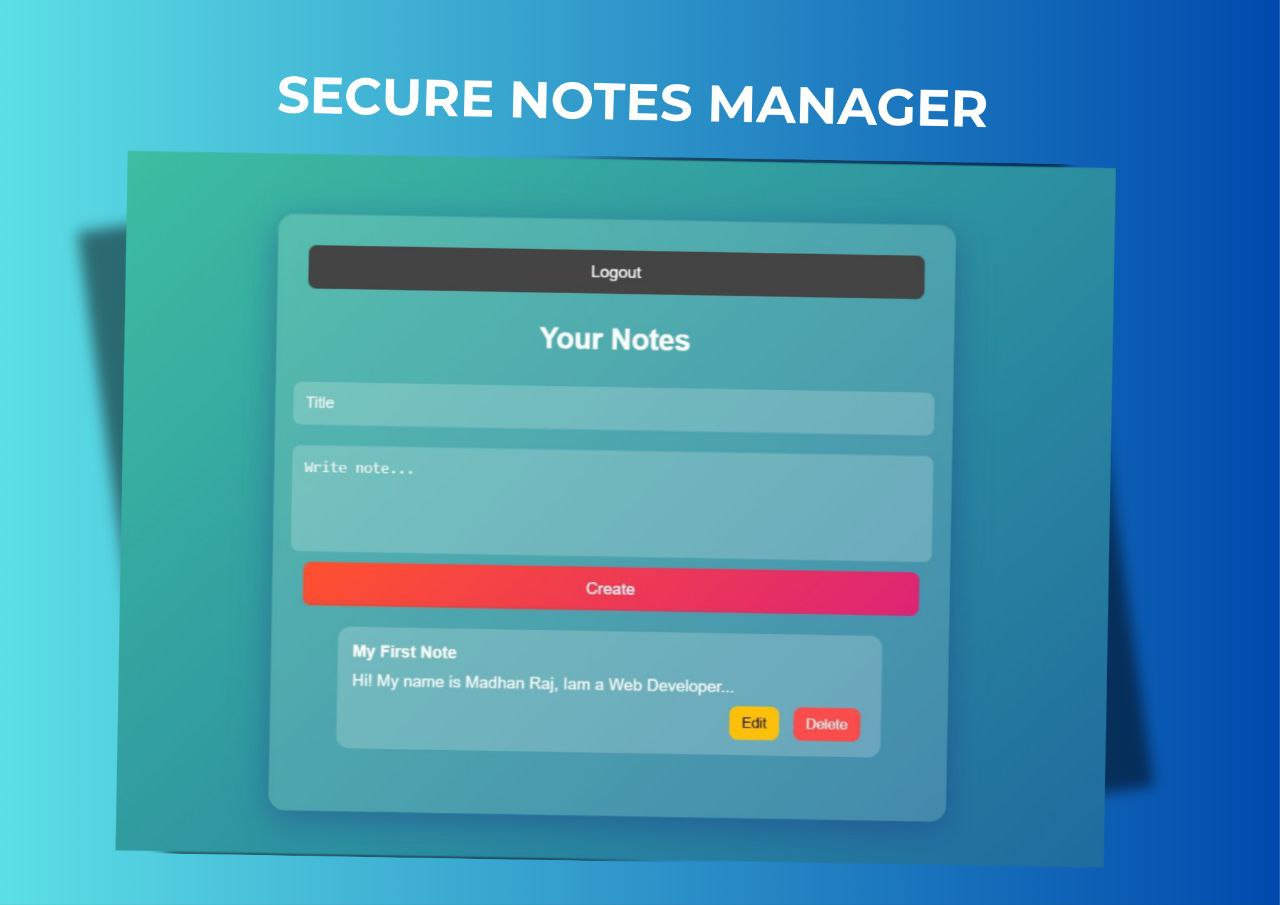 SECURE NOTES MANAGER
Logout
Your Notes
Title
Write note...
Create
My First Note
Hi! My name is Madhan Raj, Iam a Web Developer...
Edit Delete